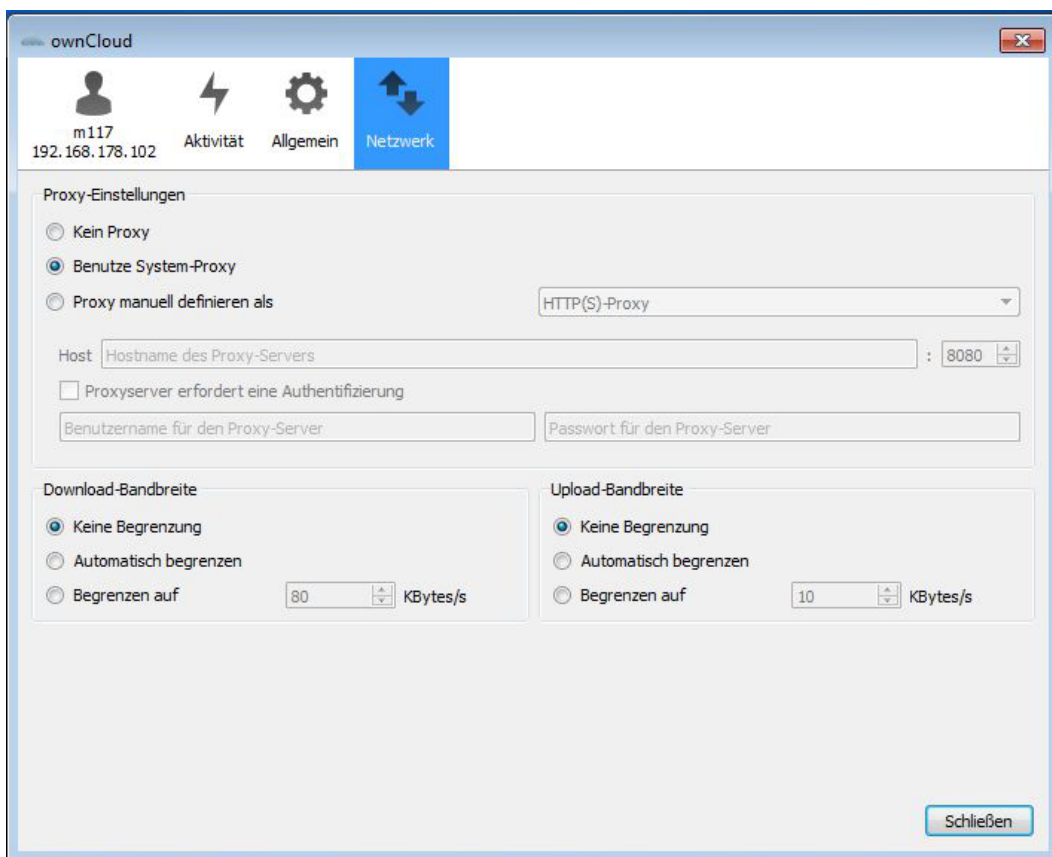 ownCloud
m117
192.168.178.102
Aktivität
Allgemein
Netzwerk
Proxy-Einstellungen
Kein Proxy
Benutze System-Proxy
Proxy manuell definieren als
HTTP(S)-Proxy
Host
Hostname des Proxy-Servers
:
8080
Proxyserver erfordert eine Authentifizierung
Benutzername für den Proxy-Server
Passwort für den Proxy-Server
Download-Bandbreite
Keine Begrenzung
Automatisch begrenzen
Begrenzen auf
80
KBytes/s
Upload-Bandbreite
Keine Begrenzung
Automatisch begrenzen
Begrenzen auf
10
KBytes/s
Schließen